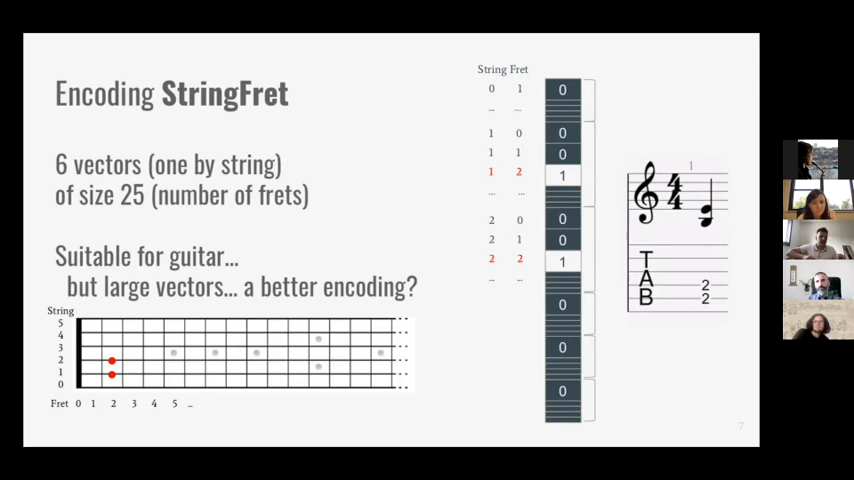 Encoding StringFret
6 vectors (one by string)
of size 25 (number of frets)
Suitable for guitar...
but large vectors... a better encoding?
String
5
4
3
2
1
0
Fret 0 1 2 3 4 5 ...
String Fret
0 1 0
... ...
1 0 0
1 1 0
1 2 1
... ...
2 0 0
2 1 0
2 2 1
... ...
0
0
0
1
4
4
T
A 2
B 2
7